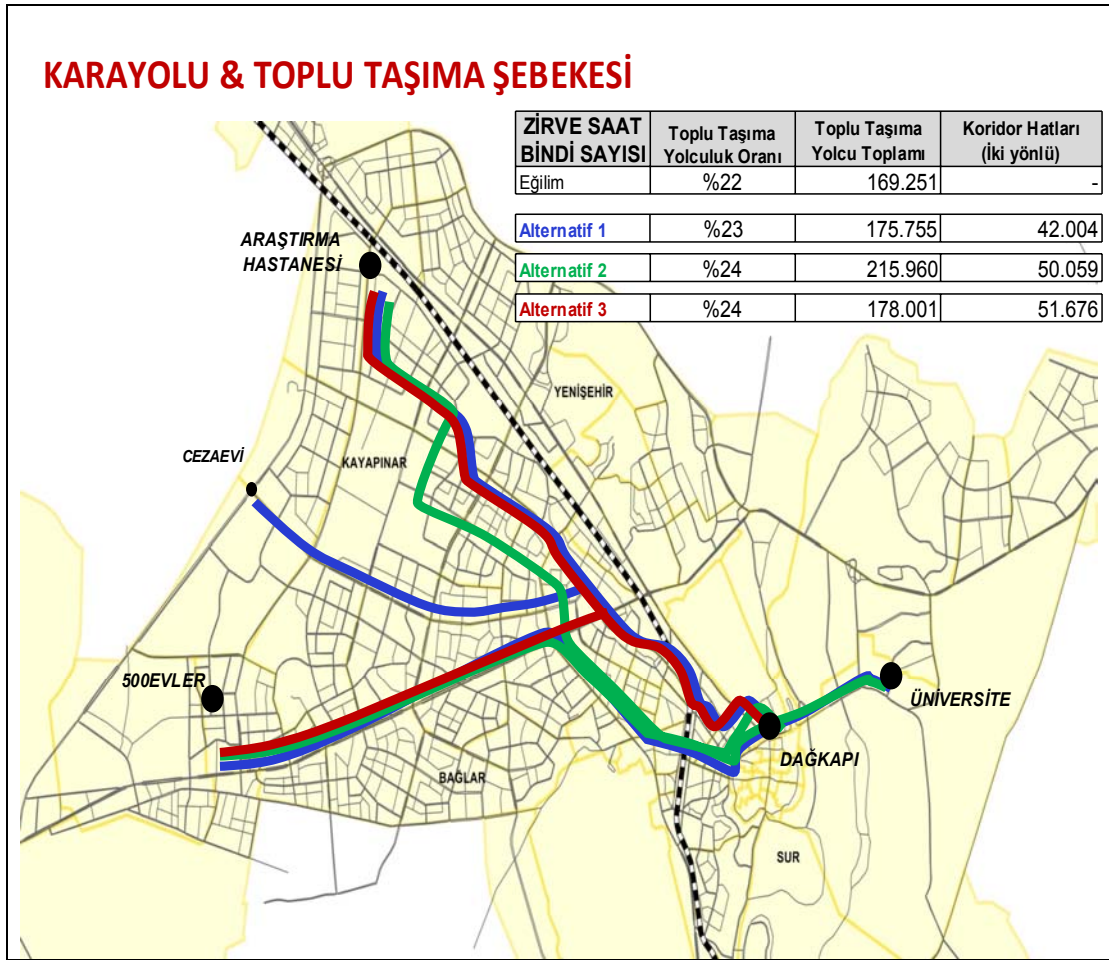 KARAYOLU & TOPLU TAŞIMA ŞEBEKESİ
ZİRVE SAAT BİNDİ SAYISI Toplu Taşıma Yolculuk Oranı Toplu Taşıma Yolcu Toplamı Koridor Hatları (İki yönlü)
Eğilim %22 169.251 -
Alternatif 1 %23 175.755 42.004
Alternatif 2 %24 215.960 50.059
Alternatif 3 %24 178.001 51.676
ARAŞTIRMA
HASTANESİ
YENİŞEHİR
CEZAEVİ
KAYAPINAR
500EVLER
ÜNİVERSİTE
DAĞKAPI
BAĞLAR
SUR